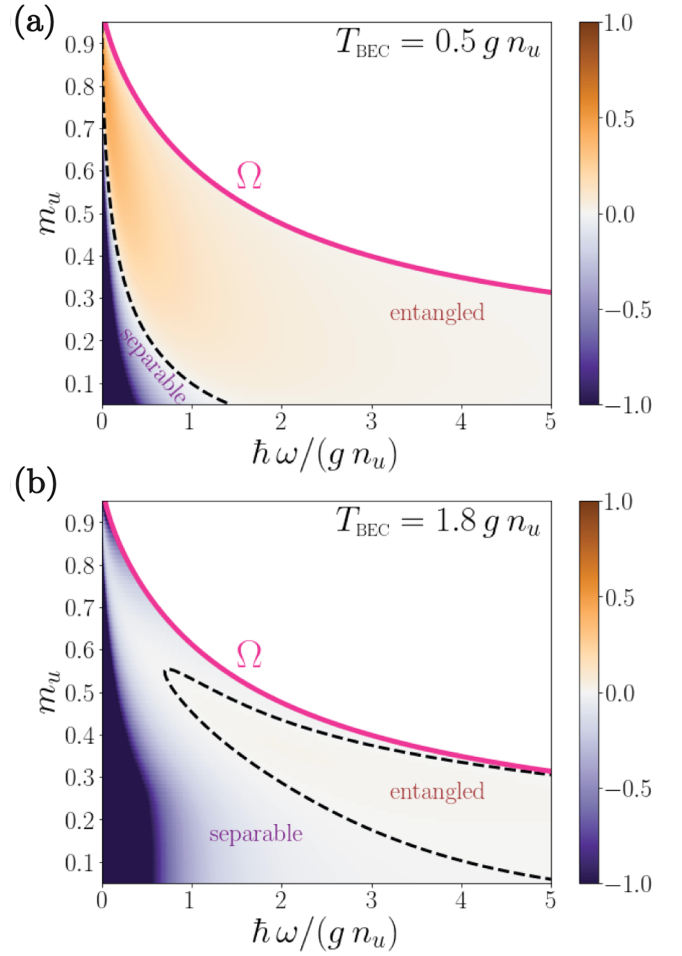 (a)
T_BEC = 0.5 g n_u
1.0
0.9
0.8
0.7
0.6
0.5
0.4
0.3
0.2
0.1
m_u
Ω
entangled
separable
0.5
0.0
−0.5
−1.0
0 1 2 3 4 5
ħ ω/(g n_u)
(b)
T_BEC = 1.8 g n_u
1.0
0.9
0.8
0.7
0.6
0.5
0.4
0.3
0.2
0.1
m_u
Ω
entangled
separable
0.5
0.0
−0.5
−1.0
0 1 2 3 4 5
ħ ω/(g n_u)